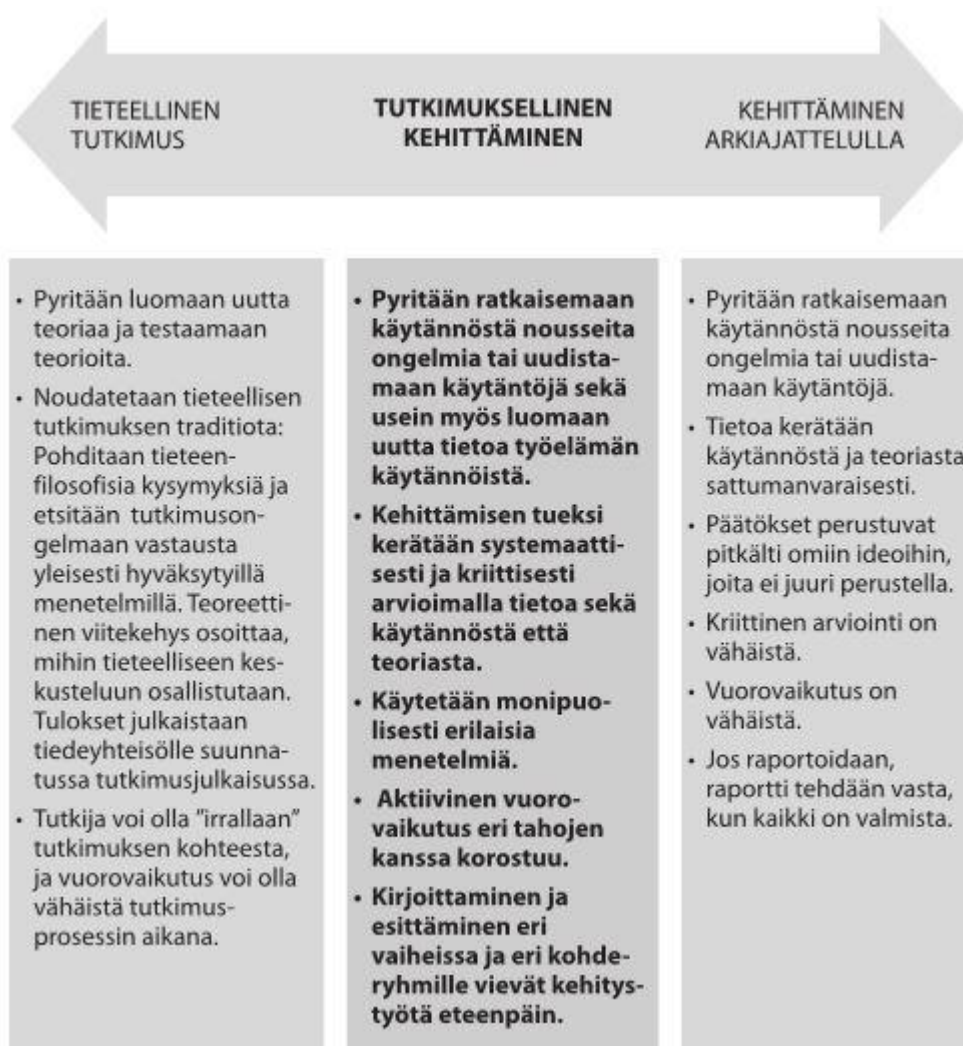 TIETEELLINEN
TUTKIMUS
TUTKIMUKSELLINEN
KEHITTÄMINEN
KEHITTÄMINEN
ARKIAJATTELULLA
• Pyritään luomaan uutta
teoriaa ja testaamaan
teorioita.
• Noudatetaan tieteellisen
tutkimuksen traditiota:
Pohditaan tieteen-
filosofisia kysymyksiä ja
etsitään tutkimuson-
gelmaan vastausta
yleisesti hyväksytyillä
menetelmillä. Teoreetti-
nen viitekehys osoittaa,
mihin tieteelliseen kes-
kusteluun osallistutaan.
Tulokset julkaistaan
tiedeyhteisölle suunna-
tussa tutkimusjulkaisussa.
• Tutkija voi olla ”irrallaan”
tutkimuksen kohteesta,
ja vuorovaikutus voi olla
vähäistä tutkimus-
prosessin aikana.
• Pyritään ratkaisemaan
käytännöstä nousseita
ongelmia tai uudista-
maan käytäntöjä sekä
usein myös luomaan
uutta tietoa työelämän
käytännöistä.
• Kehittämisen tueksi
kerätään systemaatti-
sesti ja kriittisesti
arvioimalla tietoa sekä
käytännöstä että
teoriasta.
• Käytetään monipuo-
lisesti erilaisia
menetelmiä.
• Aktiivinen vuoro-
vaikutus eri tahojen
kanssa korostuu.
• Kirjoittaminen ja
esittäminen eri
vaiheissa ja eri kohde-
ryhmille vievät kehitys-
työtä eteenpäin.
• Pyritään ratkaisemaan
käytännöstä nousseita
ongelmia tai uudista-
maan käytäntöjä.
• Tietoa kerätään
käytännöstä ja teoriasta
sattumanvaraisesti.
• Päätökset perustuvat
pitkälti omiin ideoihin,
joita ei juuri perustella.
• Kriittinen arviointi on
vähäistä.
• Vuorovaikutus on
vähäistä.
• Jos raportoidaan,
raportti tehdään vasta,
kun kaikki on valmista.